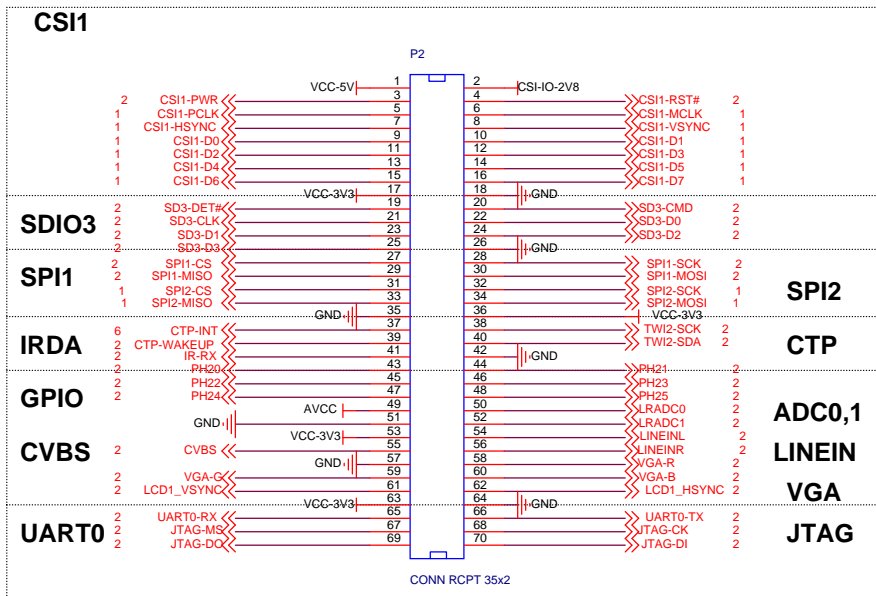 CSI1
P2
VCC-5V 1 2 CSI-IO-2V8
2 CSI1-PWR 3 4 CSI1-RST# 2
1 CSI1-PCLK 5 6 CSI1-MCLK 1
1 CSI1-HSYNC 7 8 CSI1-VSYNC 1
1 CSI1-D0 9 10 CSI1-D1 1
1 CSI1-D2 11 12 CSI1-D3 1
1 CSI1-D4 13 14 CSI1-D5 1
1 CSI1-D6 15 16 CSI1-D7 1
VCC-3V3 17 18 GND
SDIO3
2 SD3-DET# 19 20 SD3-CMD 2
2 SD3-CLK 21 22 SD3-D0 2
2 SD3-D1 23 24 SD3-D2 2
2 SD3-D3 25 26 GND
SPI1 SPI2
2 SPI1-CS 27 28 SPI1-SCK 2
2 SPI1-MISO 29 30 SPI1-MOSI 2
1 SPI2-CS 31 32 SPI2-SCK 1
1 SPI2-MISO 33 34 SPI2-MOSI 1
GND 35 36 VCC-3V3
IRDA CTP
6 CTP-INT 37 38 TWI2-SCK 2
2 CTP-WAKEUP 39 40 TWI2-SDA 2
2 IR-RX 41 42 GND
2 PH20 43 44 PH21 2
GPIO ADC0,1
2 PH22 45 46 PH23 2
2 PH24 47 48 PH25 2
AVCC 49 50 LRADC0 2
GND 51 52 LRADC1 2
CVBS LINEIN
VCC-3V3 53 54 LINEINL 2
2 CVBS 55 56 LINEINR 2
GND 57 58 VGA-R 2
2 VGA-G 59 60 VGA-B 2
2 LCD1_VSYNC 61 62 LCD1_HSYNC 2
VGA
VCC-3V3 63 64 GND
UART0 JTAG
2 UART0-RX 65 66 UART0-TX 2
2 JTAG-MS 67 68 JTAG-CK 2
2 JTAG-DO 69 70 JTAG-DI 2
CONN RCPT 35x2